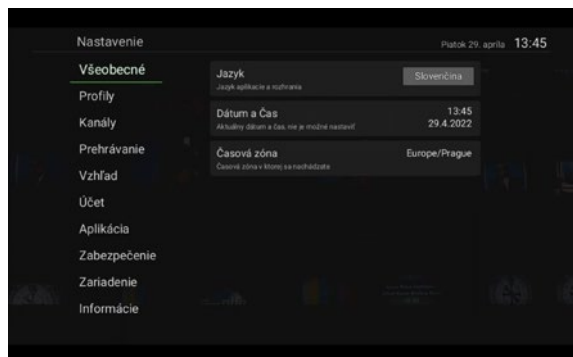 Nastavenie
Piatok 29. apríla 13:45
Všeobecné
Profily
Kanály
Prehrávanie
Vzhľad
Účet
Aplikácia
Zabezpečenie
Zariadenie
Informácie
Jazyk
Slovenčina
Jazyk aplikácie a rozhrania
Dátum a Čas
13:45
Aktuálny dátum a čas, nie je možné nastaviť
29.4.2022
Časová zóna
Europe/Prague
Časová zóna v ktorej sa nachádzate